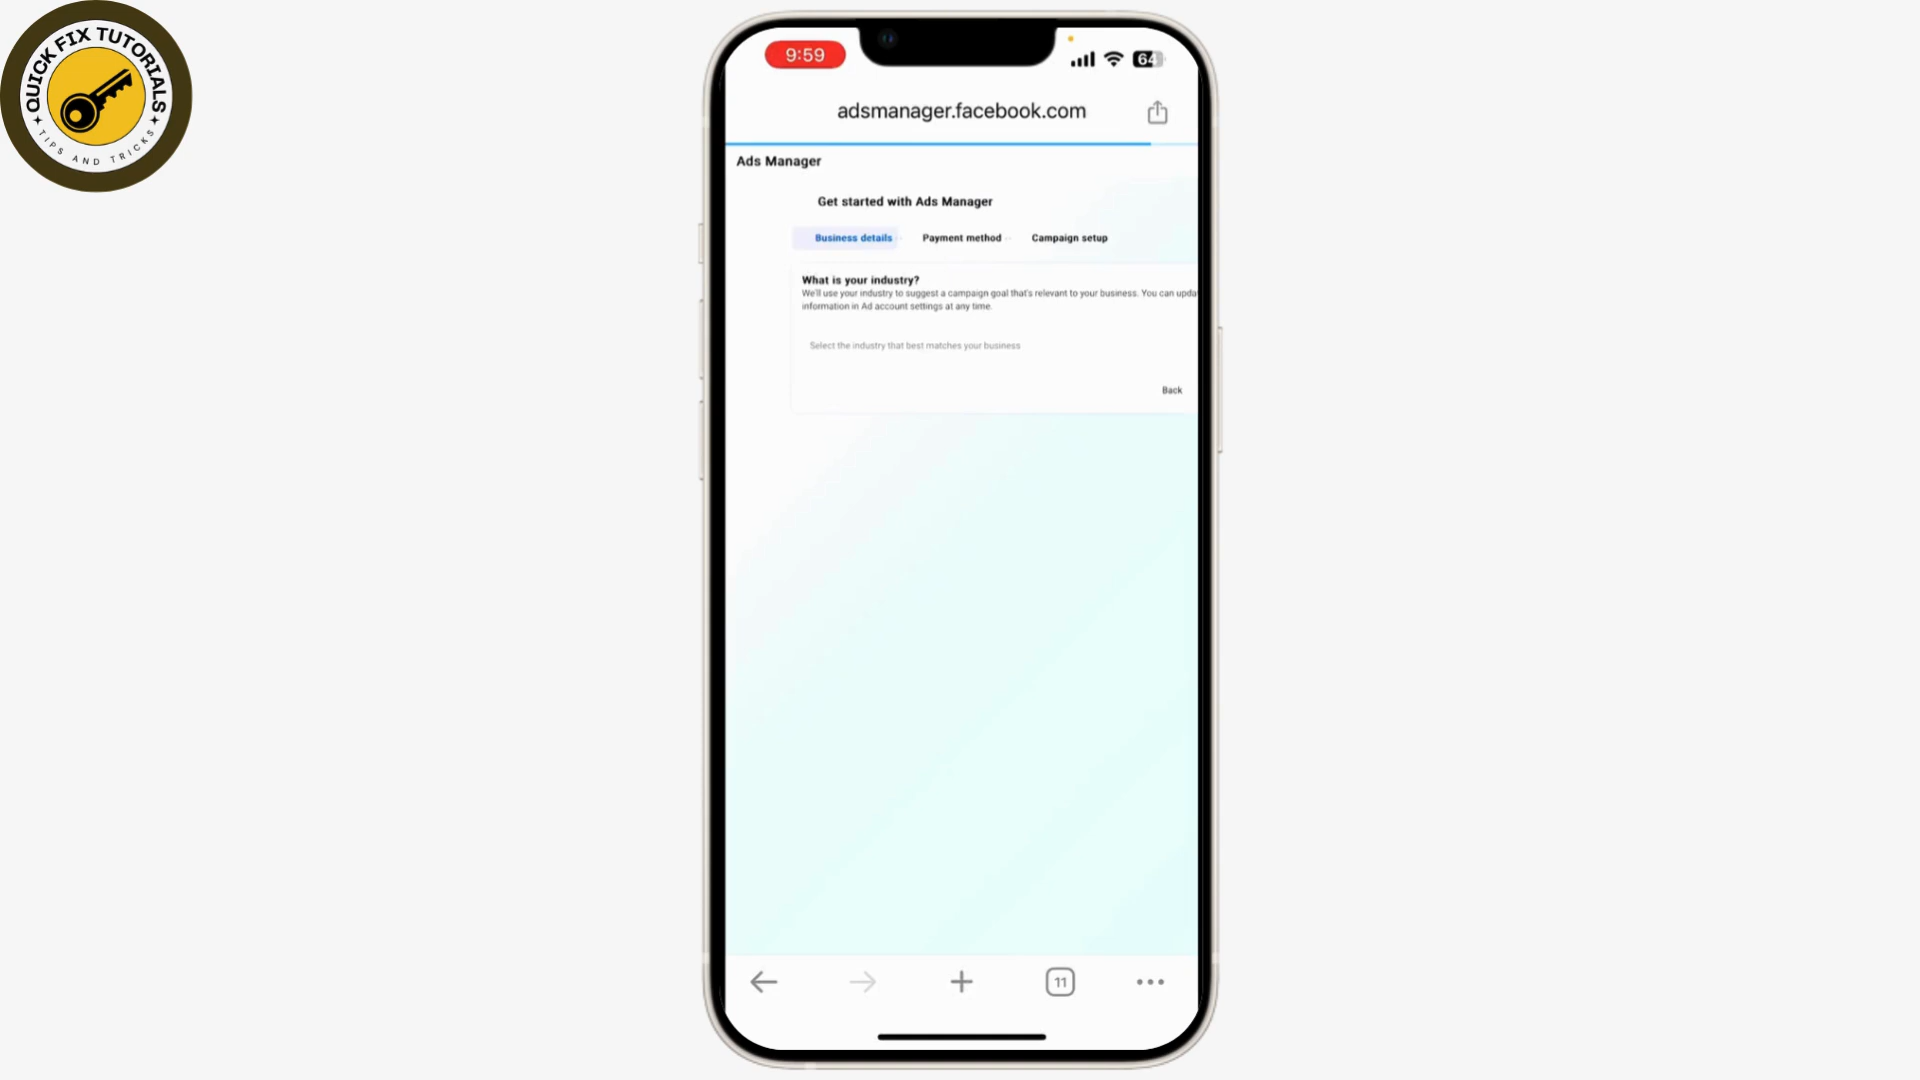 QUICK FIX TUTORIALS
TIPS AND TRICKS
9:59
64
adsmanager.facebook.com
Ads Manager
Get started with Ads Manager
Business details
Payment method
Campaign setup
What is your industry?
We'll use your industry to suggest a campaign goal that's relevant to your business. You can upda
information in Ad account settings at any time.
Select the industry that best matches your business
Back
11